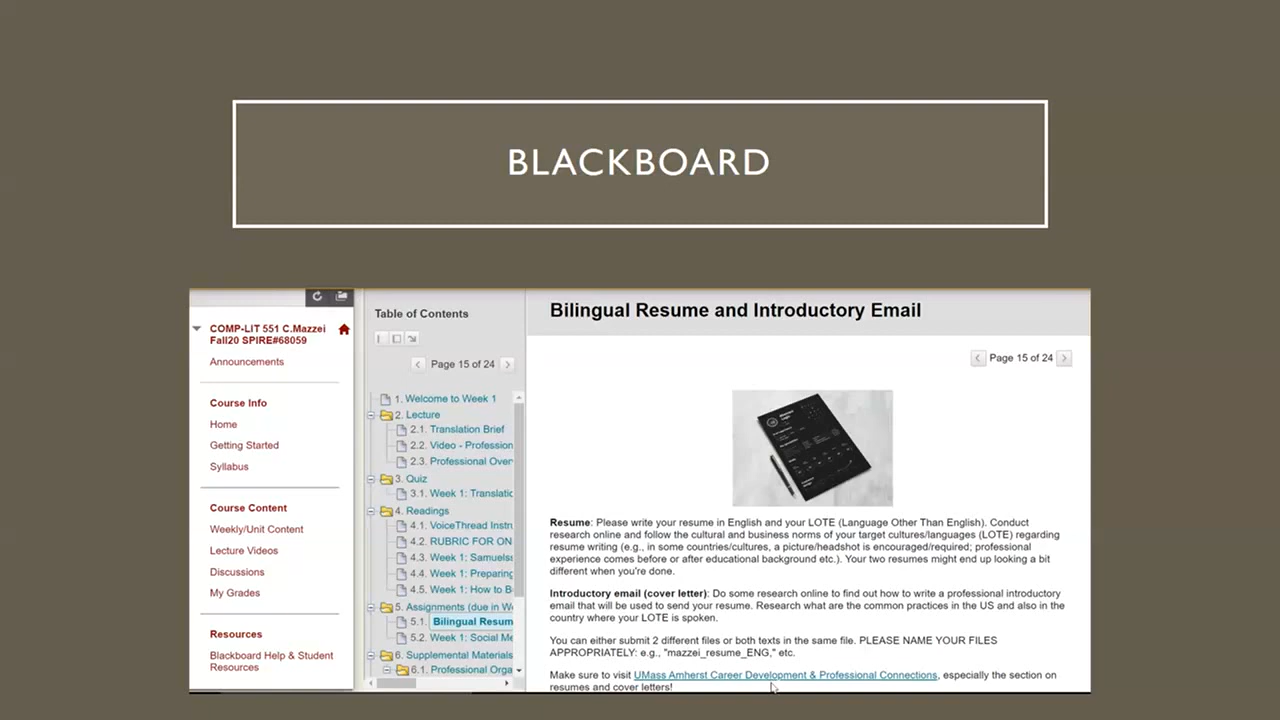 BLACKBOARD
COMP-LIT 551 C.Mazzei
Fall20 SPIRE#68059
Announcements
Course Info
Home
Getting Started
Syllabus
Course Content
Weekly/Unit Content
Lecture Videos
Discussions
My Grades
Resources
Blackboard Help & Student
Resources
Table of Contents
Page 15 of 24
1. Welcome to Week 1
2. Lecture
2.1. Translation Brief
2.2. Video - Profession
2.3. Professional Over
3. Quiz
3.1. Week 1: Translatio
4. Readings
4.1. VoiceThread Instru
4.2. RUBRIC FOR ON
4.3. Week 1: Samuels
4.4. Week 1: Preparing
4.5. Week 1: How to B
5. Assignments (due in We
5.1. Bilingual Resum
5.2. Week 1: Social Me
6. Supplemental Materials
6.1. Professional Orga
Bilingual Resume and Introductory Email
Page 15 of 24
Resume: Please write your resume in English and your LOTE (Language Other Than English). Conduct
research online and follow the cultural and business norms of your target cultures/languages (LOTE) regarding
resume writing (e.g., in some countries/cultures, a picture/headshot is encouraged/required; professional
experience comes before or after educational background etc.). Your two resumes might end up looking a bit
different when you're done.
Introductory email (cover letter): Do some research online to find out how to write a professional introductory
email that will be used to send your resume. Research what are the common practices in the US and also in the
country where your LOTE is spoken.
You can either submit 2 different files or both texts in the same file. PLEASE NAME YOUR FILES
APPROPRIATELY: e.g., "mazzei_resume_ENG," etc.
Make sure to visit UMass Amherst Career Development & Professional Connections, especially the section on
resumes and cover letters!